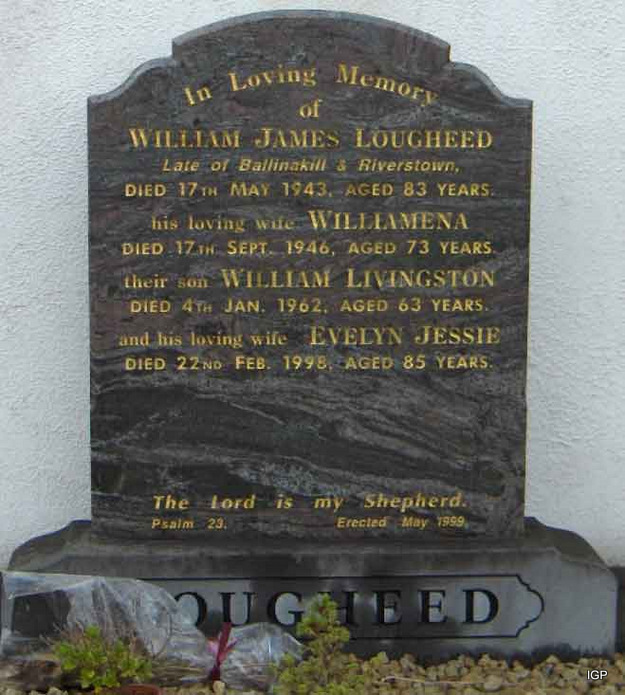 In Loving Memory
of
WILLIAM JAMES LOUGHEED
Late of Ballinakill & Riverstown,
DIED 17TH MAY 1943, AGED 83 YEARS.
his loving wife WILLIAMENA
DIED 17TH SEPT. 1946, AGED 73 YEARS.
their son WILLIAM LIVINGSTON
DIED 4TH JAN. 1962, AGED 63 YEARS.
and his loving wife EVELYN JESSIE
DIED 22ND FEB. 1998, AGED 85 YEARS.
The Lord is my Shepherd.
Psalm 23. Erected May 1999.
LOUGHEED
IGP